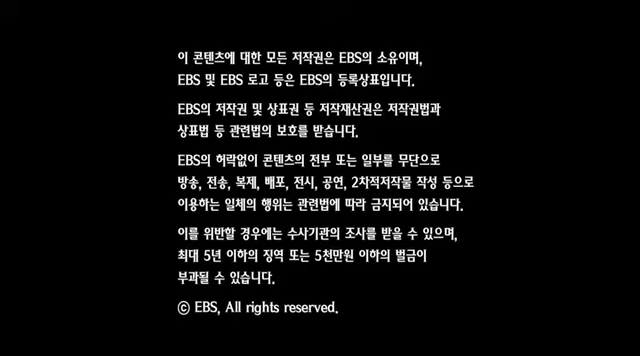 이 콘텐츠에 대한 모든 저작권은 EBS의 소유이며,
EBS 및 EBS 로고 등은 EBS의 등록상표입니다.
EBS의 저작권 및 상표권 등 저작재산권은 저작권법과
상표법 등 관련법의 보호를 받습니다.
EBS의 허락없이 콘텐츠의 전부 또는 일부를 무단으로
방송, 전송, 복제, 배포, 전시, 공연, 2차적저작물 작성 등으로
이용하는 일체의 행위는 관련법에 따라 금지되어 있습니다.
이를 위반할 경우에는 수사기관의 조사를 받을 수 있으며,
최대 5년 이하의 징역 또는 5천만원 이하의 벌금이
부과될 수 있습니다.
ⓒ EBS, All rights reserved.